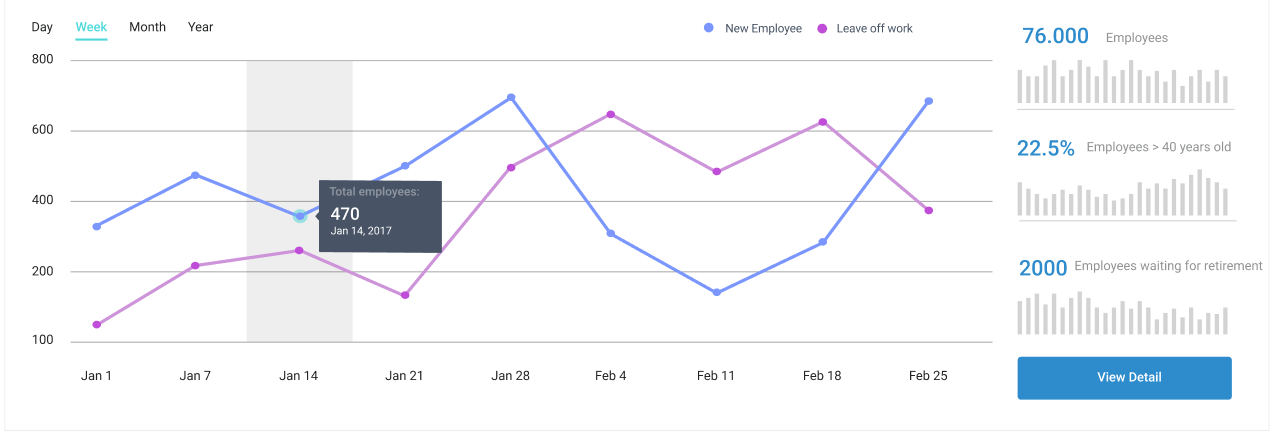 Day Week Month Year
New Employee Leave off work
800
600
400
200
100
Total employees:
470
Jan 14, 2017
Jan 1 Jan 7 Jan 14 Jan 21 Jan 28 Feb 4 Feb 11 Feb 18 Feb 25
76.000 Employees
22.5% Employees > 40 years old
2000 Employees waiting for retirement
View Detail